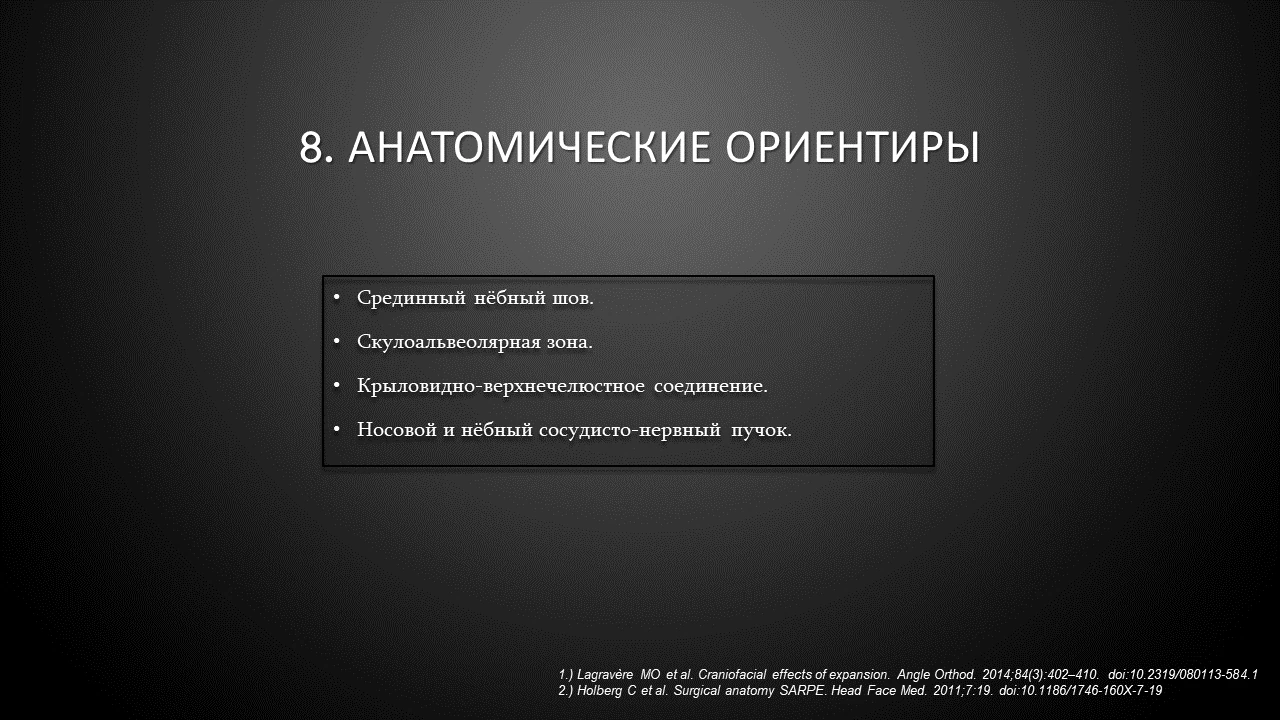 8. АНАТОМИЧЕСКИЕ ОРИЕНТИРЫ
• Срединный нёбный шов.
• Скулоальвеолярная зона.
• Крыловидно-верхнечелюстное соединение.
• Носовой и нёбный сосудисто-нервный пучок.
1.) Lagravère MO et al. Craniofacial effects of expansion. Angle Orthod. 2014;84(3):402–410. doi:10.2319/080113-584.1
2.) Holberg C et al. Surgical anatomy SARPE. Head Face Med. 2011;7:19. doi:10.1186/1746-160X-7-19